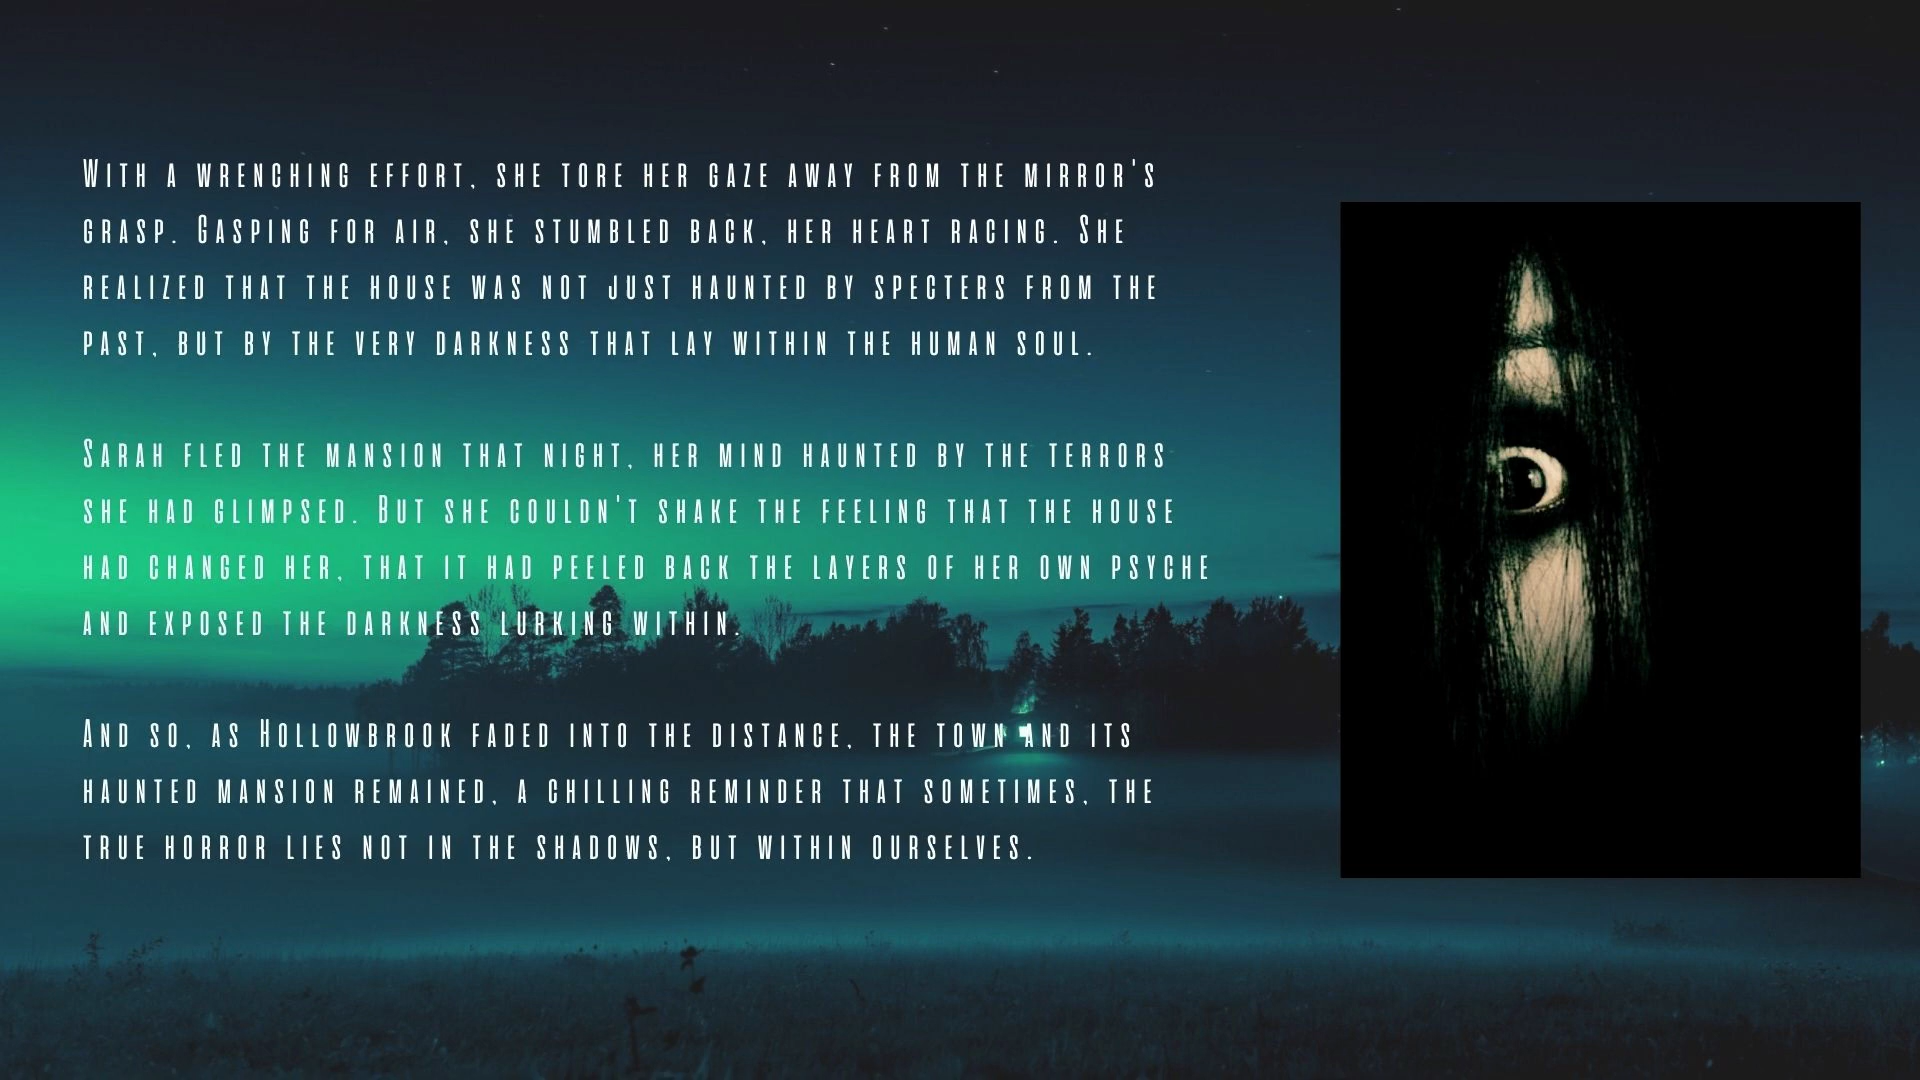 With a wrenching effort, she tore her gaze away from the mirror's
grasp. Gasping for air, she stumbled back, her heart racing. She
realized that the house was not just haunted by specters from the
past, but by the very darkness that lay within the human soul.
Sarah fled the mansion that night, her mind haunted by the terrors
she had glimpsed. But she couldn't shake the feeling that the house
had changed her, that it had peeled back the layers of her own psyche
and exposed the darkness lurking within.
And so, as Hollowbrook faded into the distance, the town and its
haunted mansion remained, a chilling reminder that sometimes, the
true horror lies not in the shadows, but within ourselves.